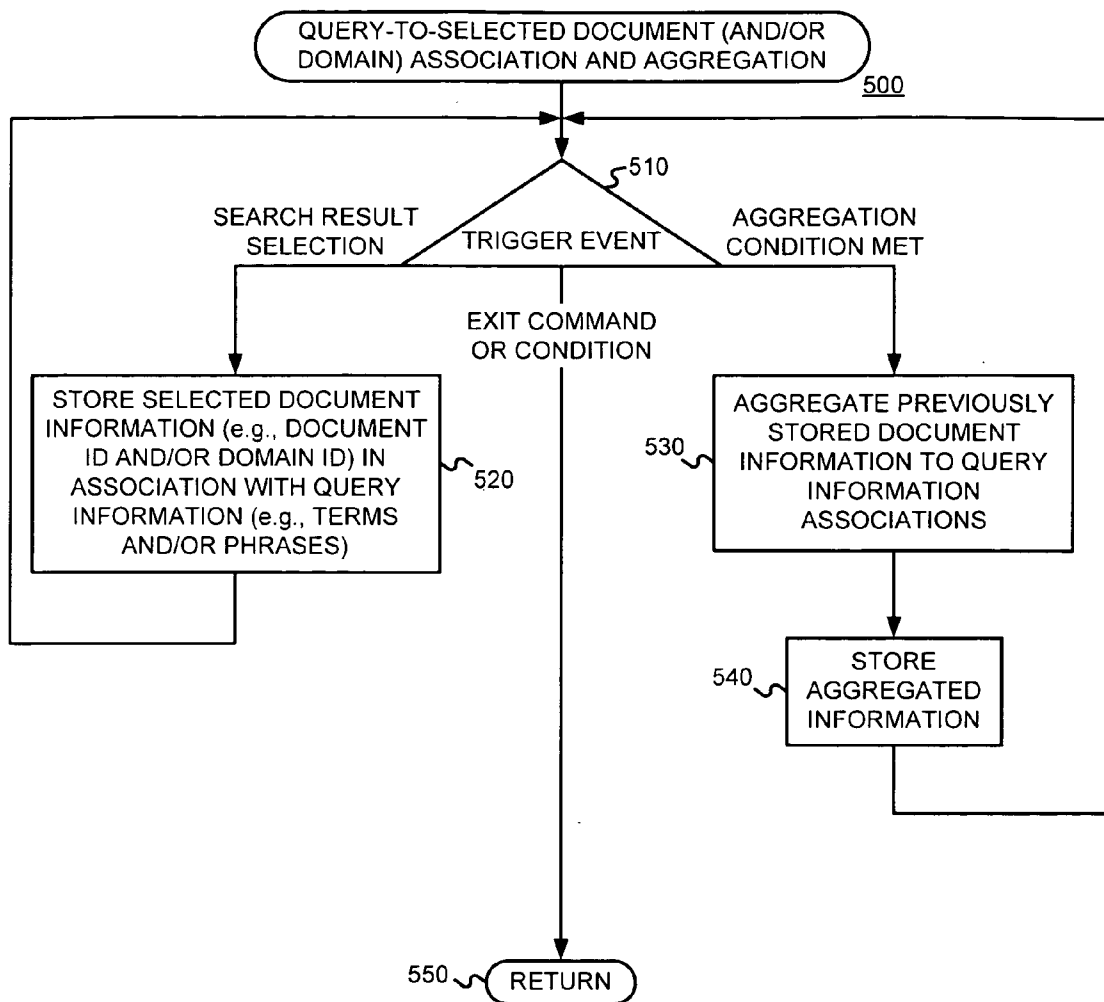 QUERY-TO-SELECTED DOCUMENT (AND/OR
DOMAIN) ASSOCIATION AND AGGREGATION
500
510
SEARCH RESULT
SELECTION
TRIGGER EVENT
AGGREGATION
CONDITION MET
EXIT COMMAND
OR CONDITION
STORE SELECTED DOCUMENT
INFORMATION (e.g., DOCUMENT
ID AND/OR DOMAIN ID) IN
ASSOCIATION WITH QUERY
INFORMATION (e.g., TERMS
AND/OR PHRASES)
520
530
AGGREGATE PREVIOUSLY
STORED DOCUMENT
INFORMATION TO QUERY
INFORMATION
ASSOCIATIONS
540
STORE
AGGREGATED
INFORMATION
550
RETURN